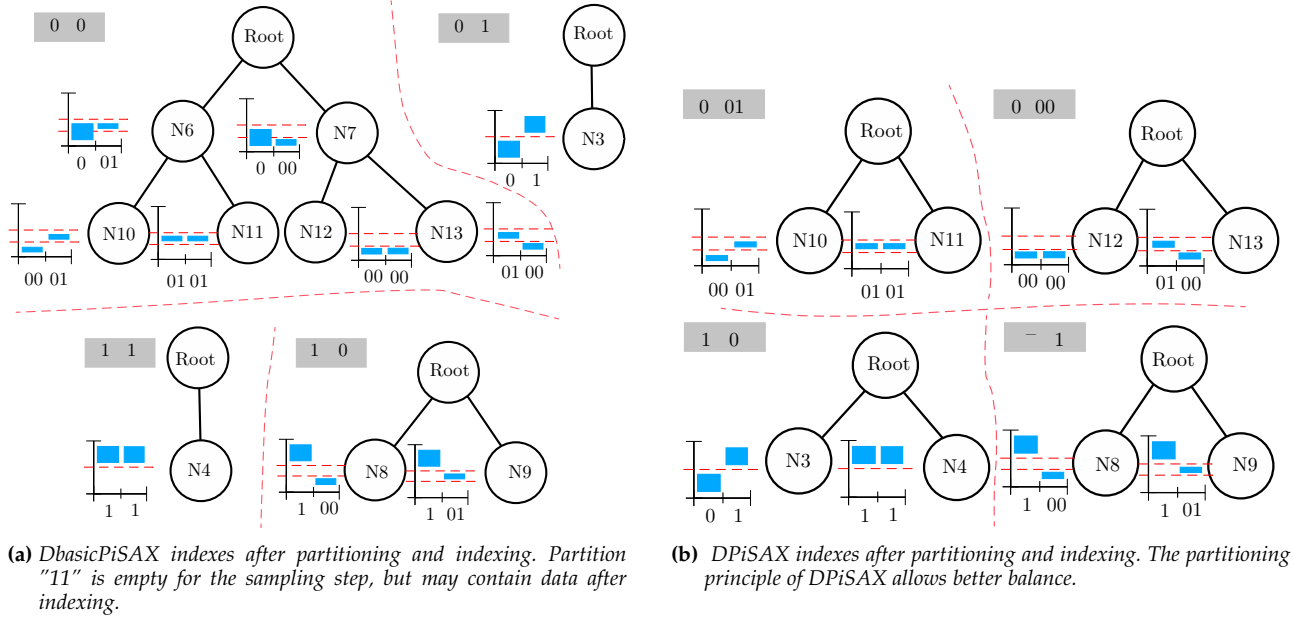 0 0
Root
N6
N7
0 01
0 00
N10
N11
N12
N13
00 01
01 01
00 00
01 00
0 1
Root
N3
0 1
1 1
Root
N4
1 1
1 0
Root
N8
N9
1 00
1 01
(a) DbasicPiSAX indexes after partitioning and indexing. Partition
"11" is empty for the sampling step, but may contain data after
indexing.
0 01
Root
N10
N11
00 01
01 01
0 00
Root
N12
N13
00 00
01 00
1 0
Root
N3
N4
0 1
1 1
– 1
Root
N8
N9
1 00
1 01
(b) DPiSAX indexes after partitioning and indexing. The partitioning
principle of DPiSAX allows better balance.